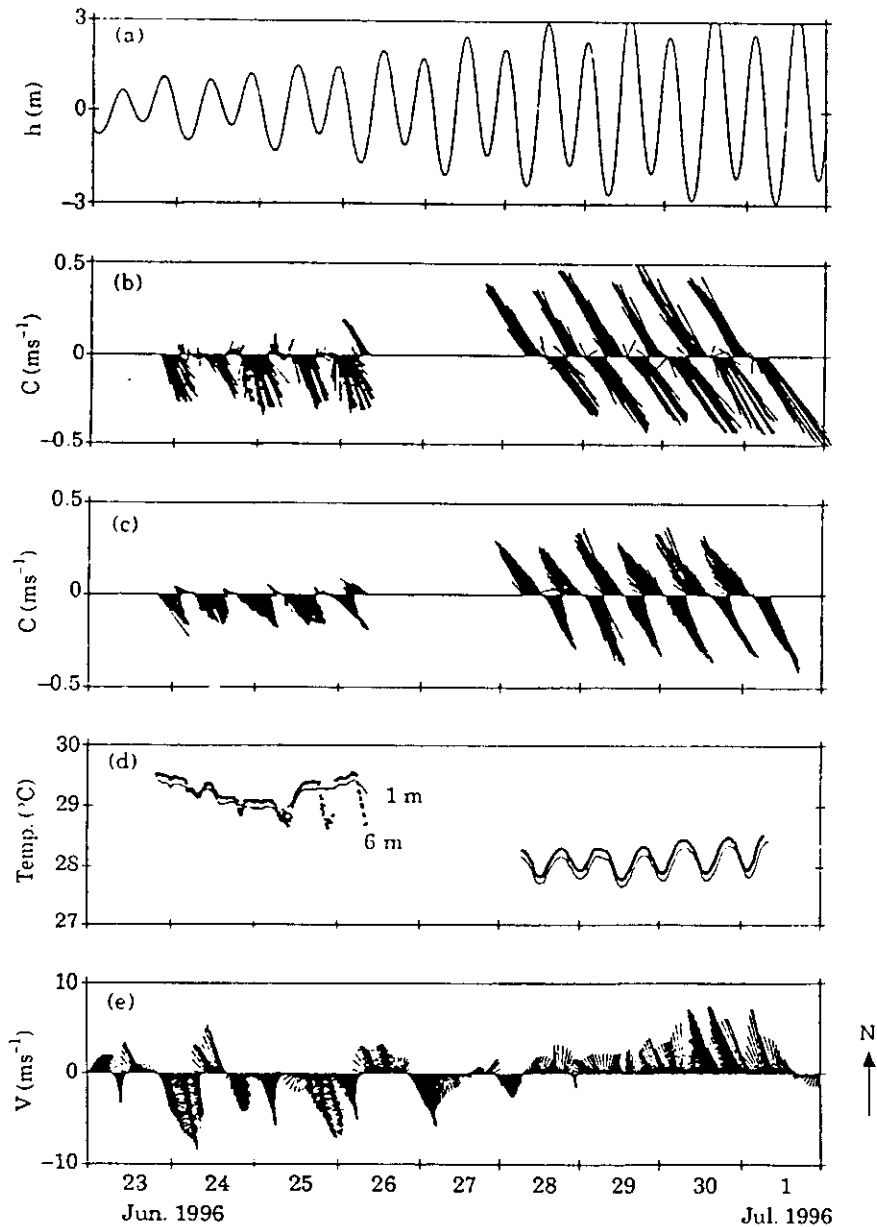 3
(a)
h (m)
0
−3
0.5
(b)
C (ms⁻¹)
0
−0.5
0.5
(c)
C (ms⁻¹)
0
−0.5
30
(d)
Temp. (°C)
29
1 m
6 m
28
27
10
(e)
V (ms⁻¹)
0
N
−10
23 24 25 26 27 28 29 30 1
Jun. 1996 Jul. 1996